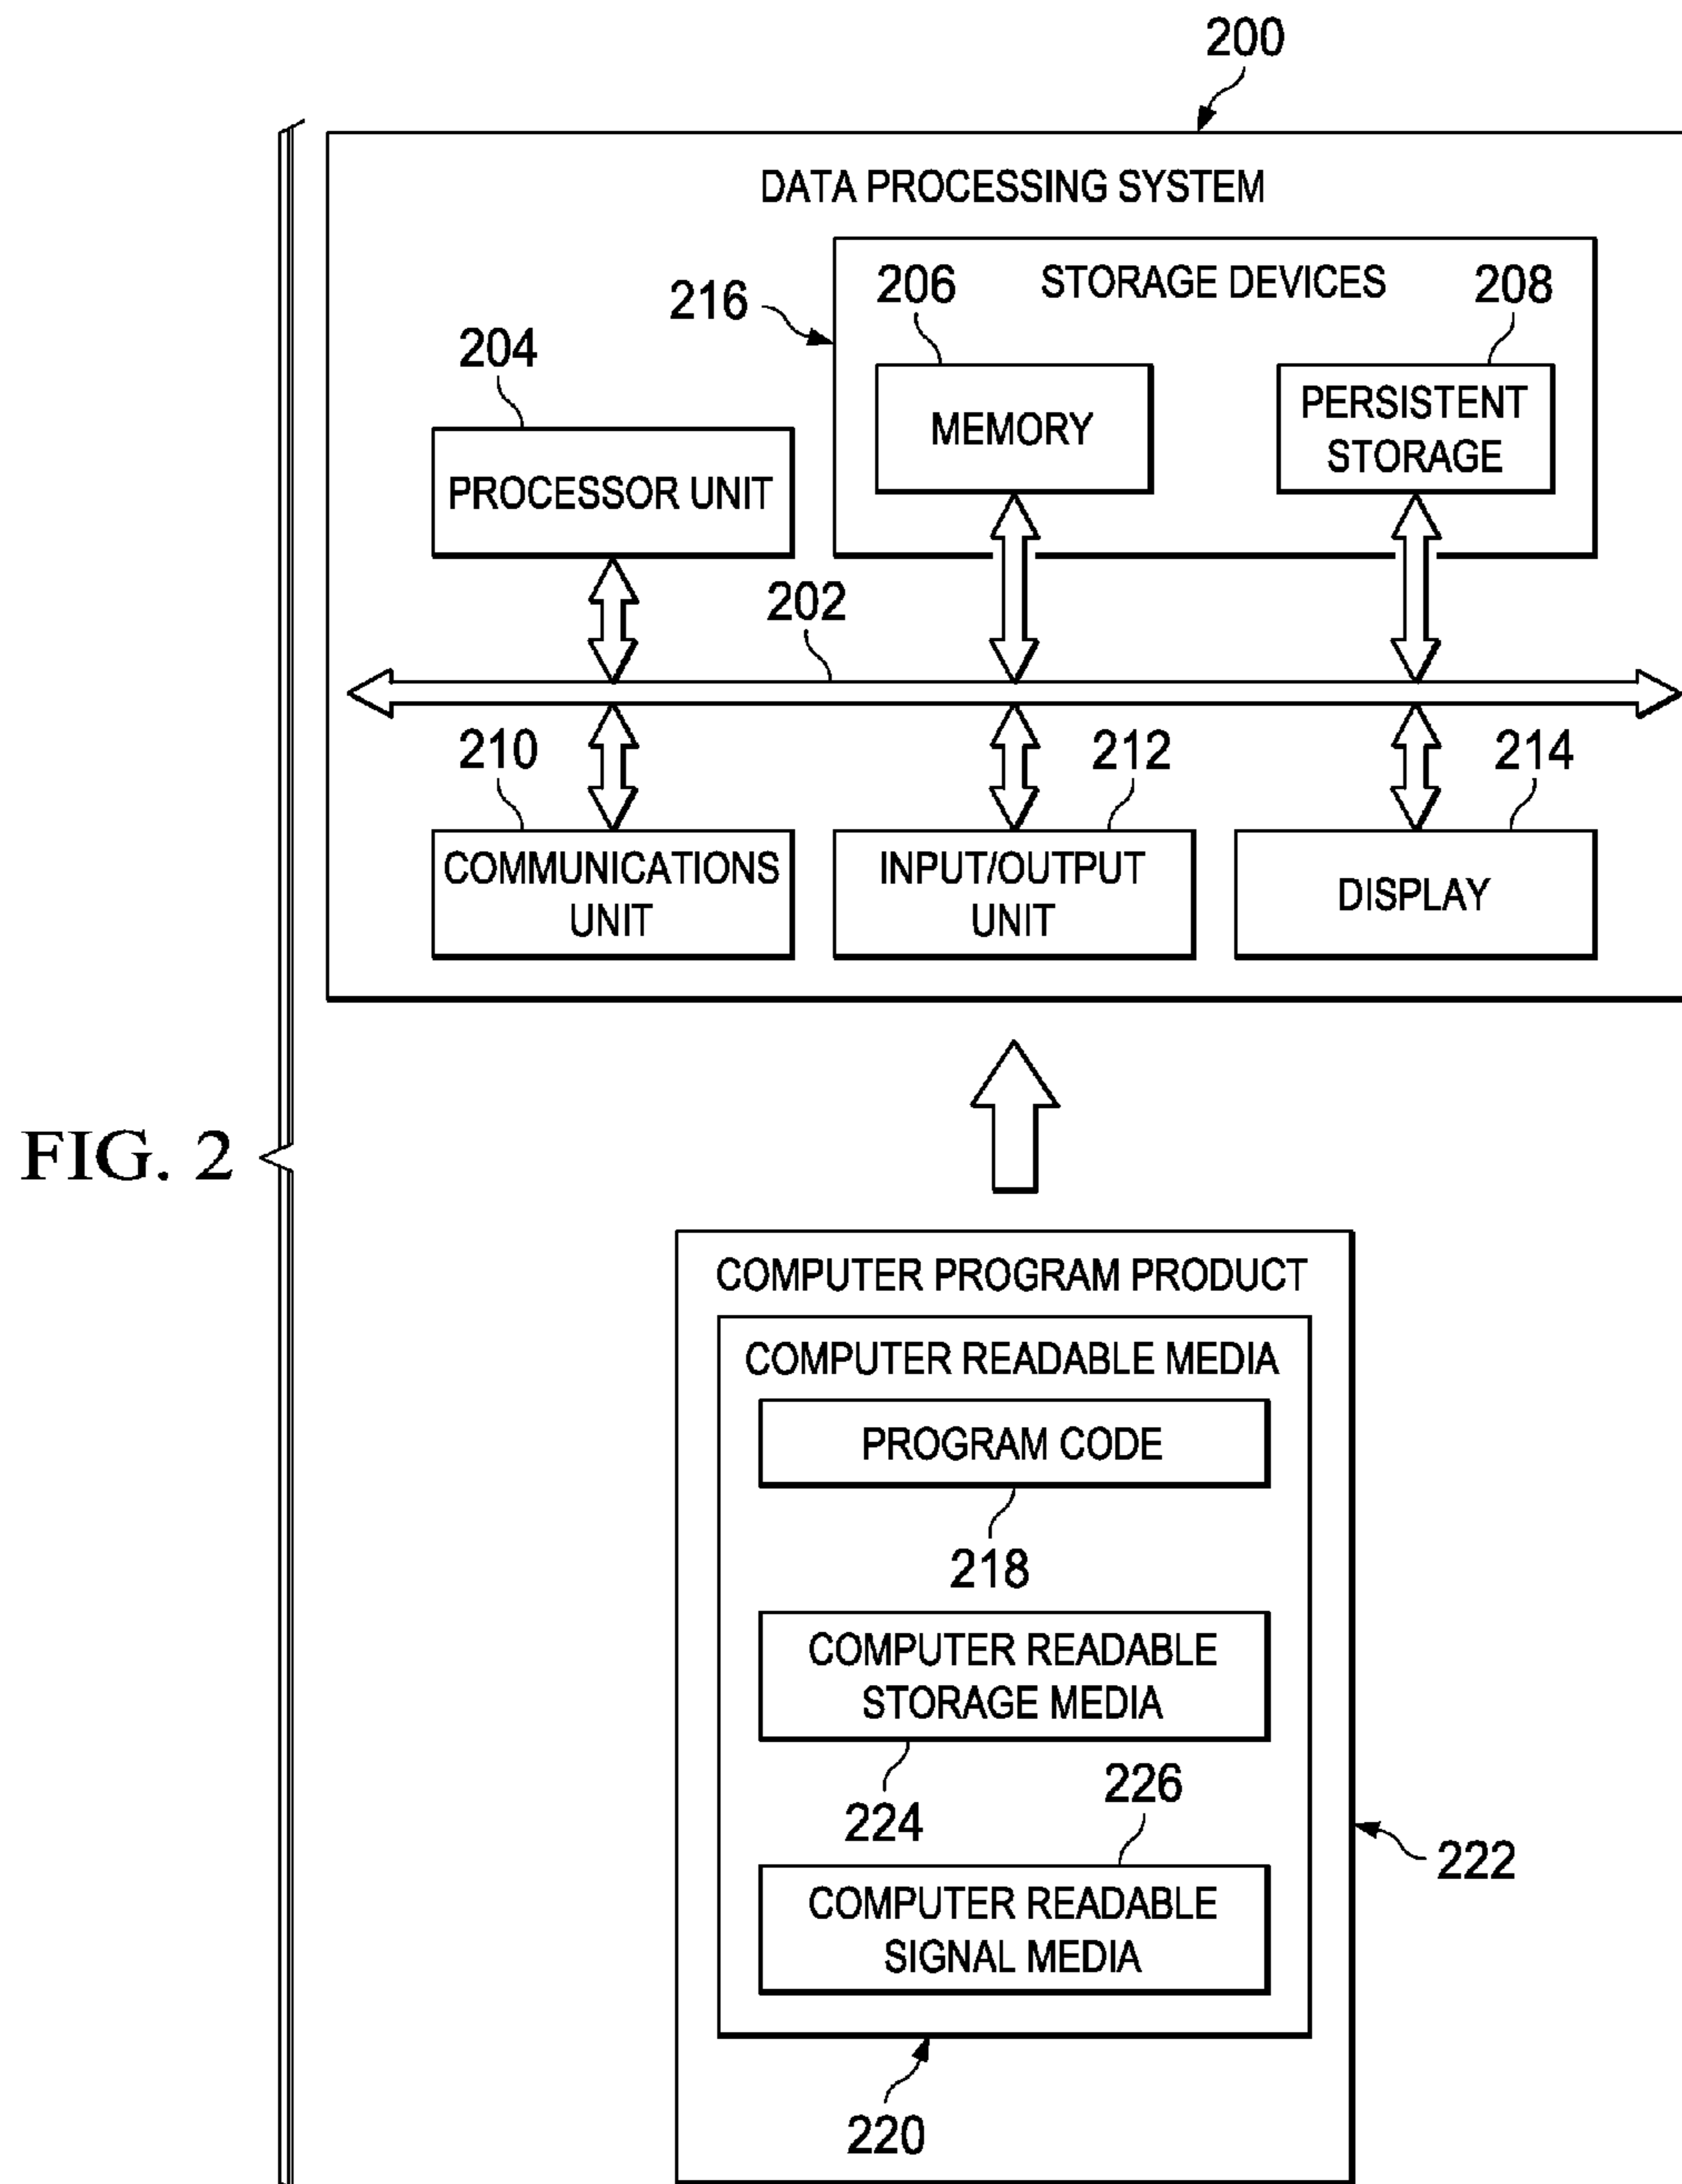 200
DATA PROCESSING SYSTEM
216
206
STORAGE DEVICES
208
204
MEMORY
PERSISTENT
STORAGE
PROCESSOR UNIT
202
210
212
214
COMMUNICATIONS
UNIT
INPUT/OUTPUT
UNIT
DISPLAY
FIG. 2
COMPUTER PROGRAM PRODUCT
COMPUTER READABLE MEDIA
PROGRAM CODE
218
COMPUTER READABLE
STORAGE MEDIA
224
226
222
COMPUTER READABLE
SIGNAL MEDIA
220